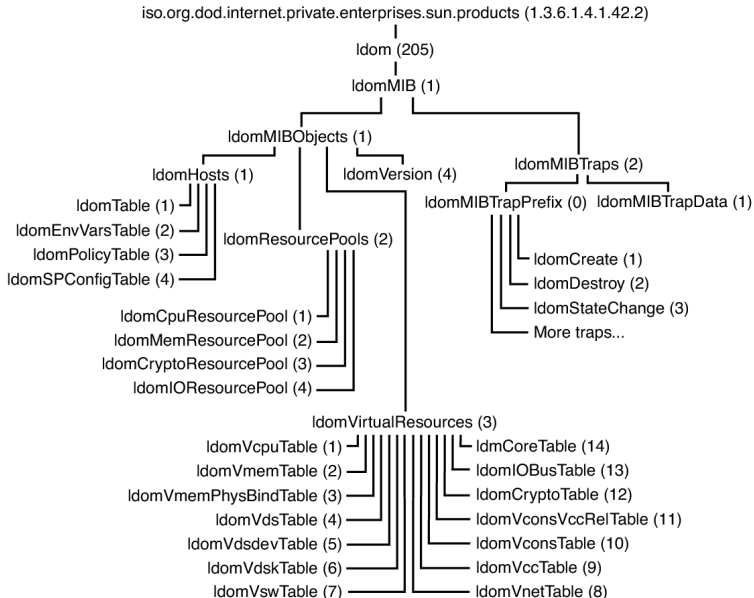 iso.org.dod.internet.private.enterprises.sun.products (1.3.6.1.4.1.42.2)
ldom (205)
ldomMIB (1)
ldomMIBObjects (1)
ldomHosts (1)
ldomTable (1)
ldomEnvVarsTable (2)
ldomPolicyTable (3)
ldomSPConfigTable (4)
ldomVersion (4)
ldomResourcePools (2)
ldomCpuResourcePool (1)
ldomMemResourcePool (2)
ldomCryptoResourcePool (3)
ldomIOResourcePool (4)
ldomMIBTraps (2)
ldomMIBTrapPrefix (0)
ldomMIBTrapData (1)
ldomCreate (1)
ldomDestroy (2)
ldomStateChange (3)
More traps...
ldomVirtualResources (3)
ldomVcpuTable (1)
ldomVmemTable (2)
ldomVmemPhysBindTable (3)
ldomVdsTable (4)
ldomVdsdevTable (5)
ldomVdskTable (6)
ldomVswTable (7)
ldmCoreTable (14)
ldomIOBusTable (13)
ldomCryptoTable (12)
ldomVconsVccRelTable (11)
ldomVconsTable (10)
ldomVccTable (9)
ldomVnetTable (8)